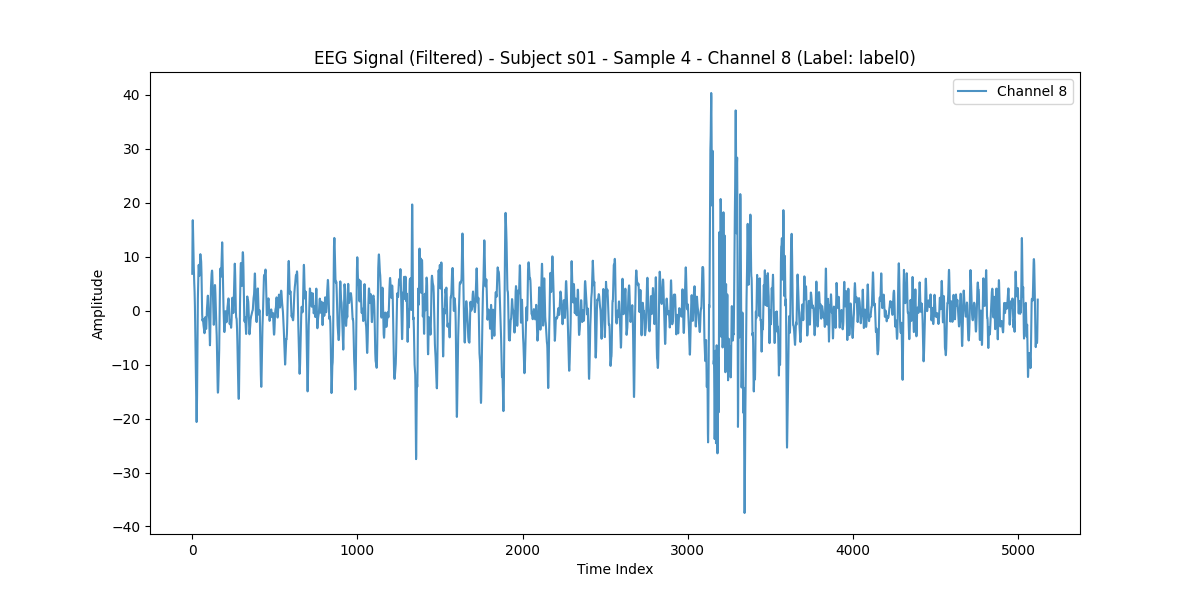 EEG Signal (Filtered) - Subject s01 - Sample 4 - Channel 8 (Label: label0)
Channel 8
40
30
20
10
0
−10
−20
−30
−40
Amplitude
0 1000 2000 3000 4000 5000
Time Index